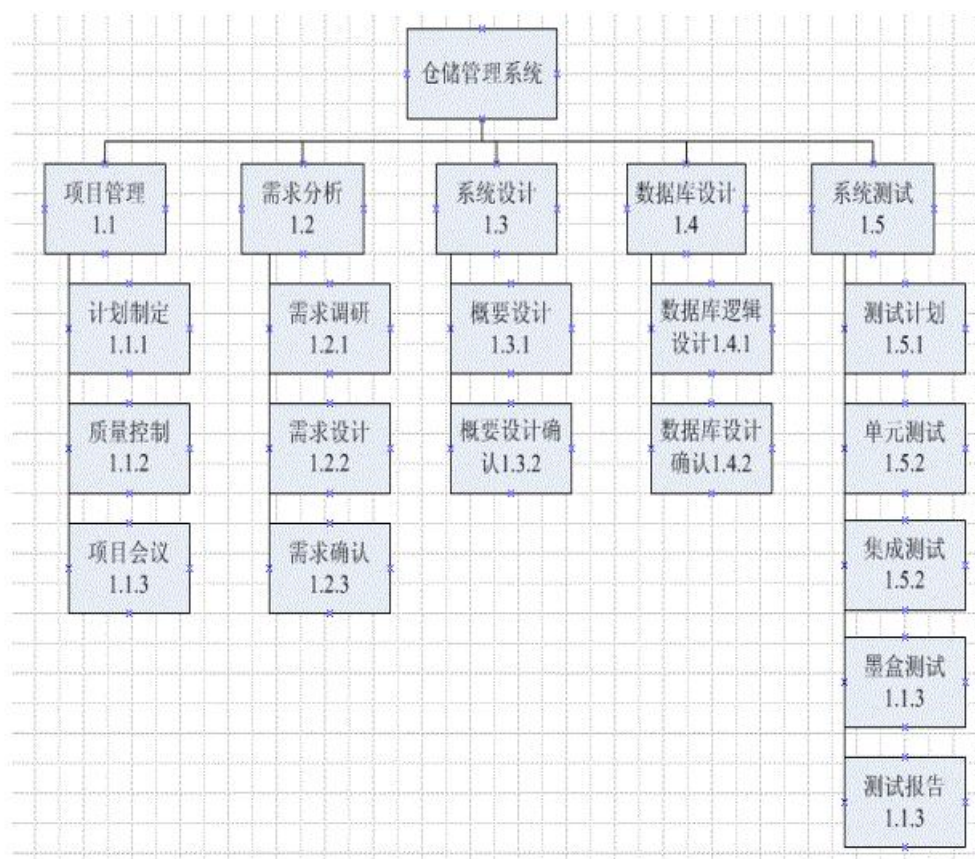 仓储管理系统
项目管理
1.1
需求分析
1.2
系统设计
1.3
数据库设计
1.4
系统测试
1.5
计划制定
1.1.1
需求调研
1.2.1
概要设计
1.3.1
数据库逻辑
设计1.4.1
测试计划
1.5.1
质量控制
1.1.2
需求设计
1.2.2
概要设计确
认1.3.2
数据库设计
确认1.4.2
单元测试
1.5.2
项目会议
1.1.3
需求确认
1.2.3
集成测试
1.5.2
墨盒测试
1.1.3
测试报告
1.1.3